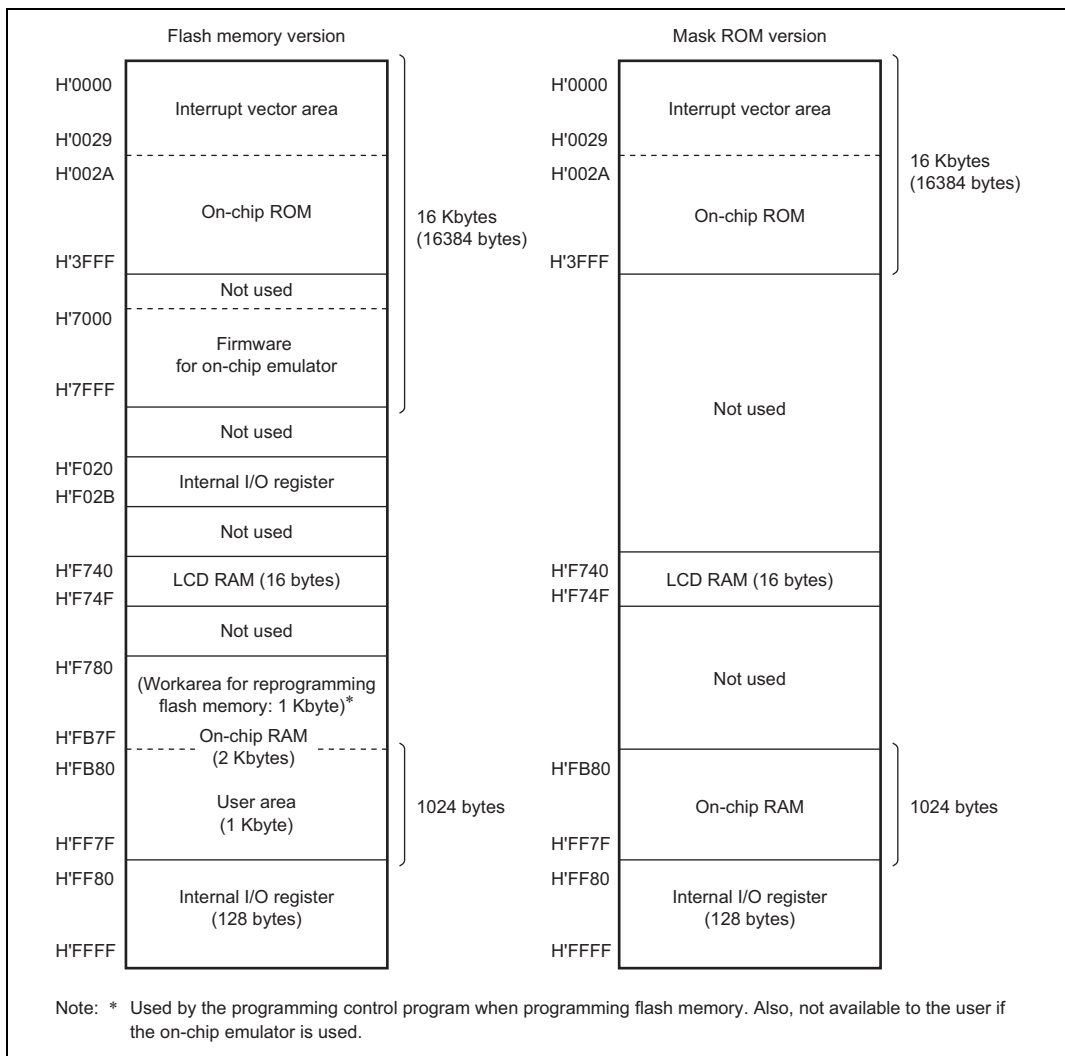 Flash memory version
H'0000
Interrupt vector area
H'0029
H'002A
On-chip ROM
16 Kbytes
(16384 bytes)
H'3FFF
Not used
H'7000
Firmware
for on-chip emulator
H'7FFF
Not used
H'F020
Internal I/O register
H'F02B
Not used
H'F740
LCD RAM (16 bytes)
H'F74F
Not used
H'F780
(Workarea for reprogramming
flash memory: 1 Kbyte)*
H'FB7F
On-chip RAM
(2 Kbytes)
H'FB80
User area
(1 Kbyte)
1024 bytes
H'FF7F
H'FF80
Internal I/O register
(128 bytes)
H'FFFF
Mask ROM version
H'0000
Interrupt vector area
H'0029
16 Kbytes
(16384 bytes)
H'002A
On-chip ROM
H'3FFF
Not used
H'F740
LCD RAM (16 bytes)
H'F74F
Not used
H'FB80
On-chip RAM
1024 bytes
H'FF7F
H'FF80
Internal I/O register
(128 bytes)
H'FFFF
Note: * Used by the programming control program when programming flash memory. Also, not available to the user if
the on-chip emulator is used.